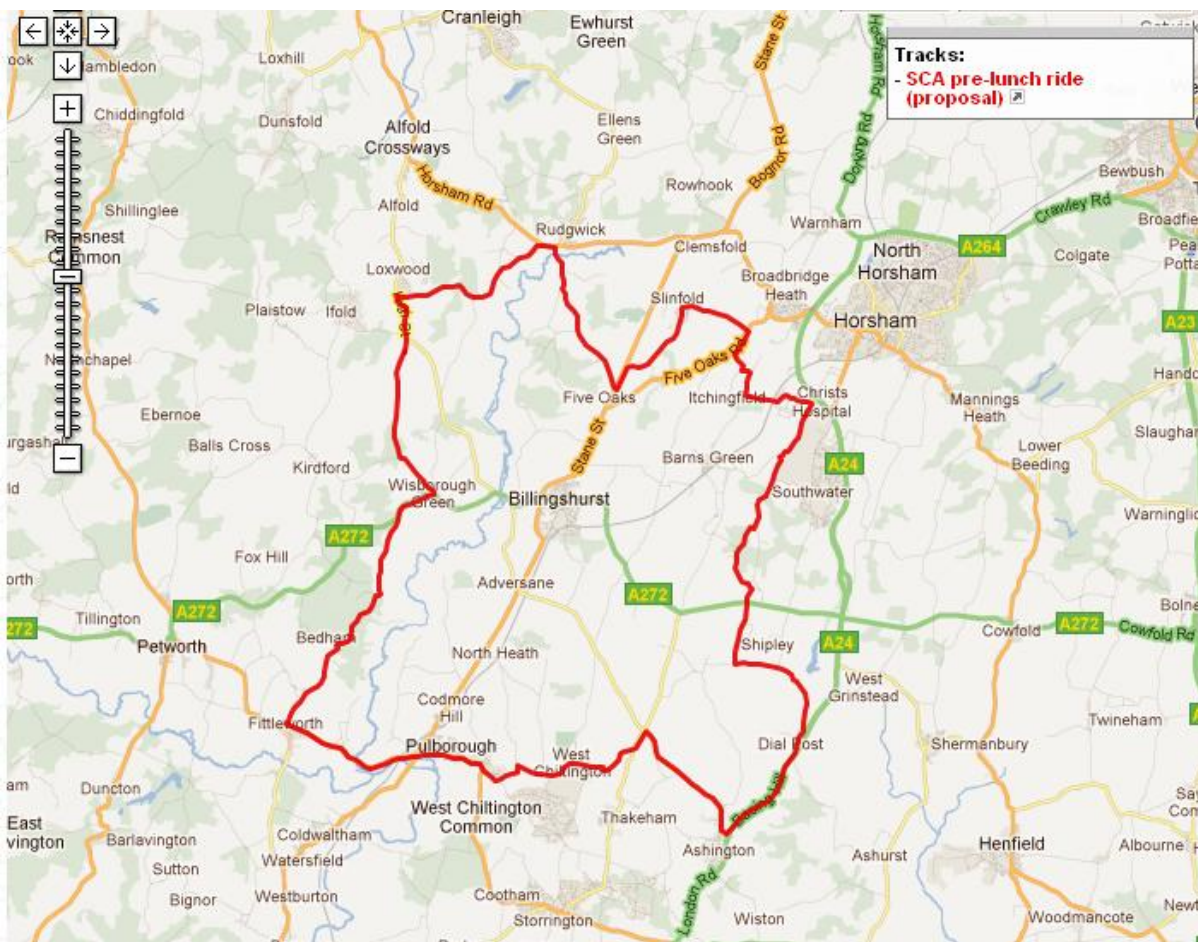 Cranleigh
Ewhurst
Green
Stane St
Horsham Rd
Tracks:
- SCA pre-lunch ride
(proposal)
Loxhill
Chiddingfold
Dunsfold
Alfold
Crossways
Ellens
Green
Bognor Rd
Dorking Rd
Rowhook
Bewbush
Crawley Rd
Shillinglee
Alfold
Horsham Rd
Rudgwick
Warnham
Clemsfold
North
Horsham
A264
Colgate
Loxwood
Broadbridge
Heath
Plaistow
Ifold
Slinfold
Horsham
A23
Five Oaks
Five Oaks Rd
Itchingfield
Christs
Hospital
Mannings
Heath
Ebernoe
Balls Cross
Stane St
Kirdford
Barns Green
A24
Lower
Beeding
Wisborough
Green
Billingshurst
Southwater
A272
Fox Hill
Adversane
A272
Tillington
A272
Petworth
Bedham
North Heath
Shipley
A24
Cowfold
A272
Cowfold Rd
West
Grinstead
Codmore
Hill
Fittleworth
Pulborough
West
Chiltington
Dial Post
Shermanbury
Twineham
Duncton
West Chiltington
Common
Thakeham
East
Coldwaltham
Barlavington
Watersfield
Ashington
Ashurst
Henfield
Albourne
Sutton
Bignor
Westburton
Cootham
Storrington
London Rd
Wiston
Woodmancote